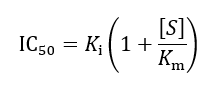 IC₅₀ = Kᵢ (1 + [S]/Kₘ)